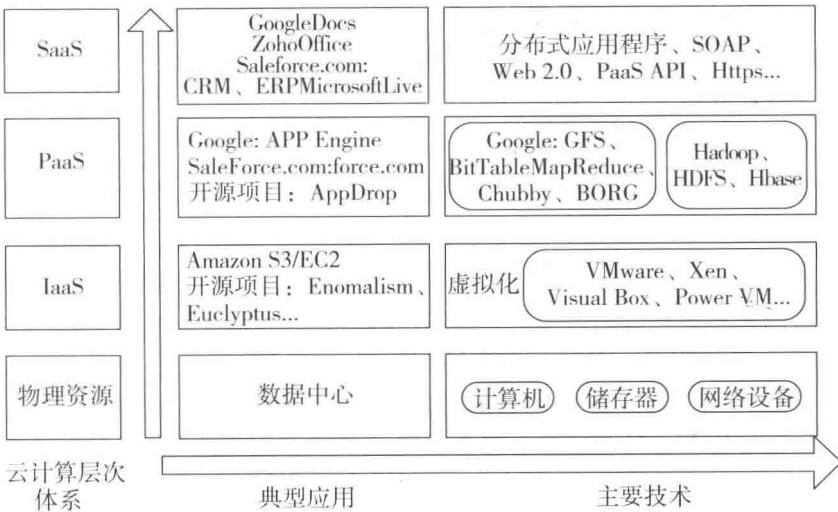 SaaS
GoogleDocs
ZohoOffice
Saleforce.com:
CRM、ERPMicrosoftLive
分布式应用程序、SOAP、
Web 2.0、PaaS API、Https...
PaaS
Google: APP Engine
SaleForce.com:force.com
开源项目：AppDrop
Google: GFS、
BitTableMapReduce、
Chubby、BORG
Hadoop、
HDFS、Hbase
IaaS
Amazon S3/EC2
开源项目：Enomalism、
Euclyptus...
虚拟化
VMware、Xen、
Visual Box、Power VM...
物理资源
数据中心
计算机
储存器
网络设备
云计算层次
体系
典型应用
主要技术